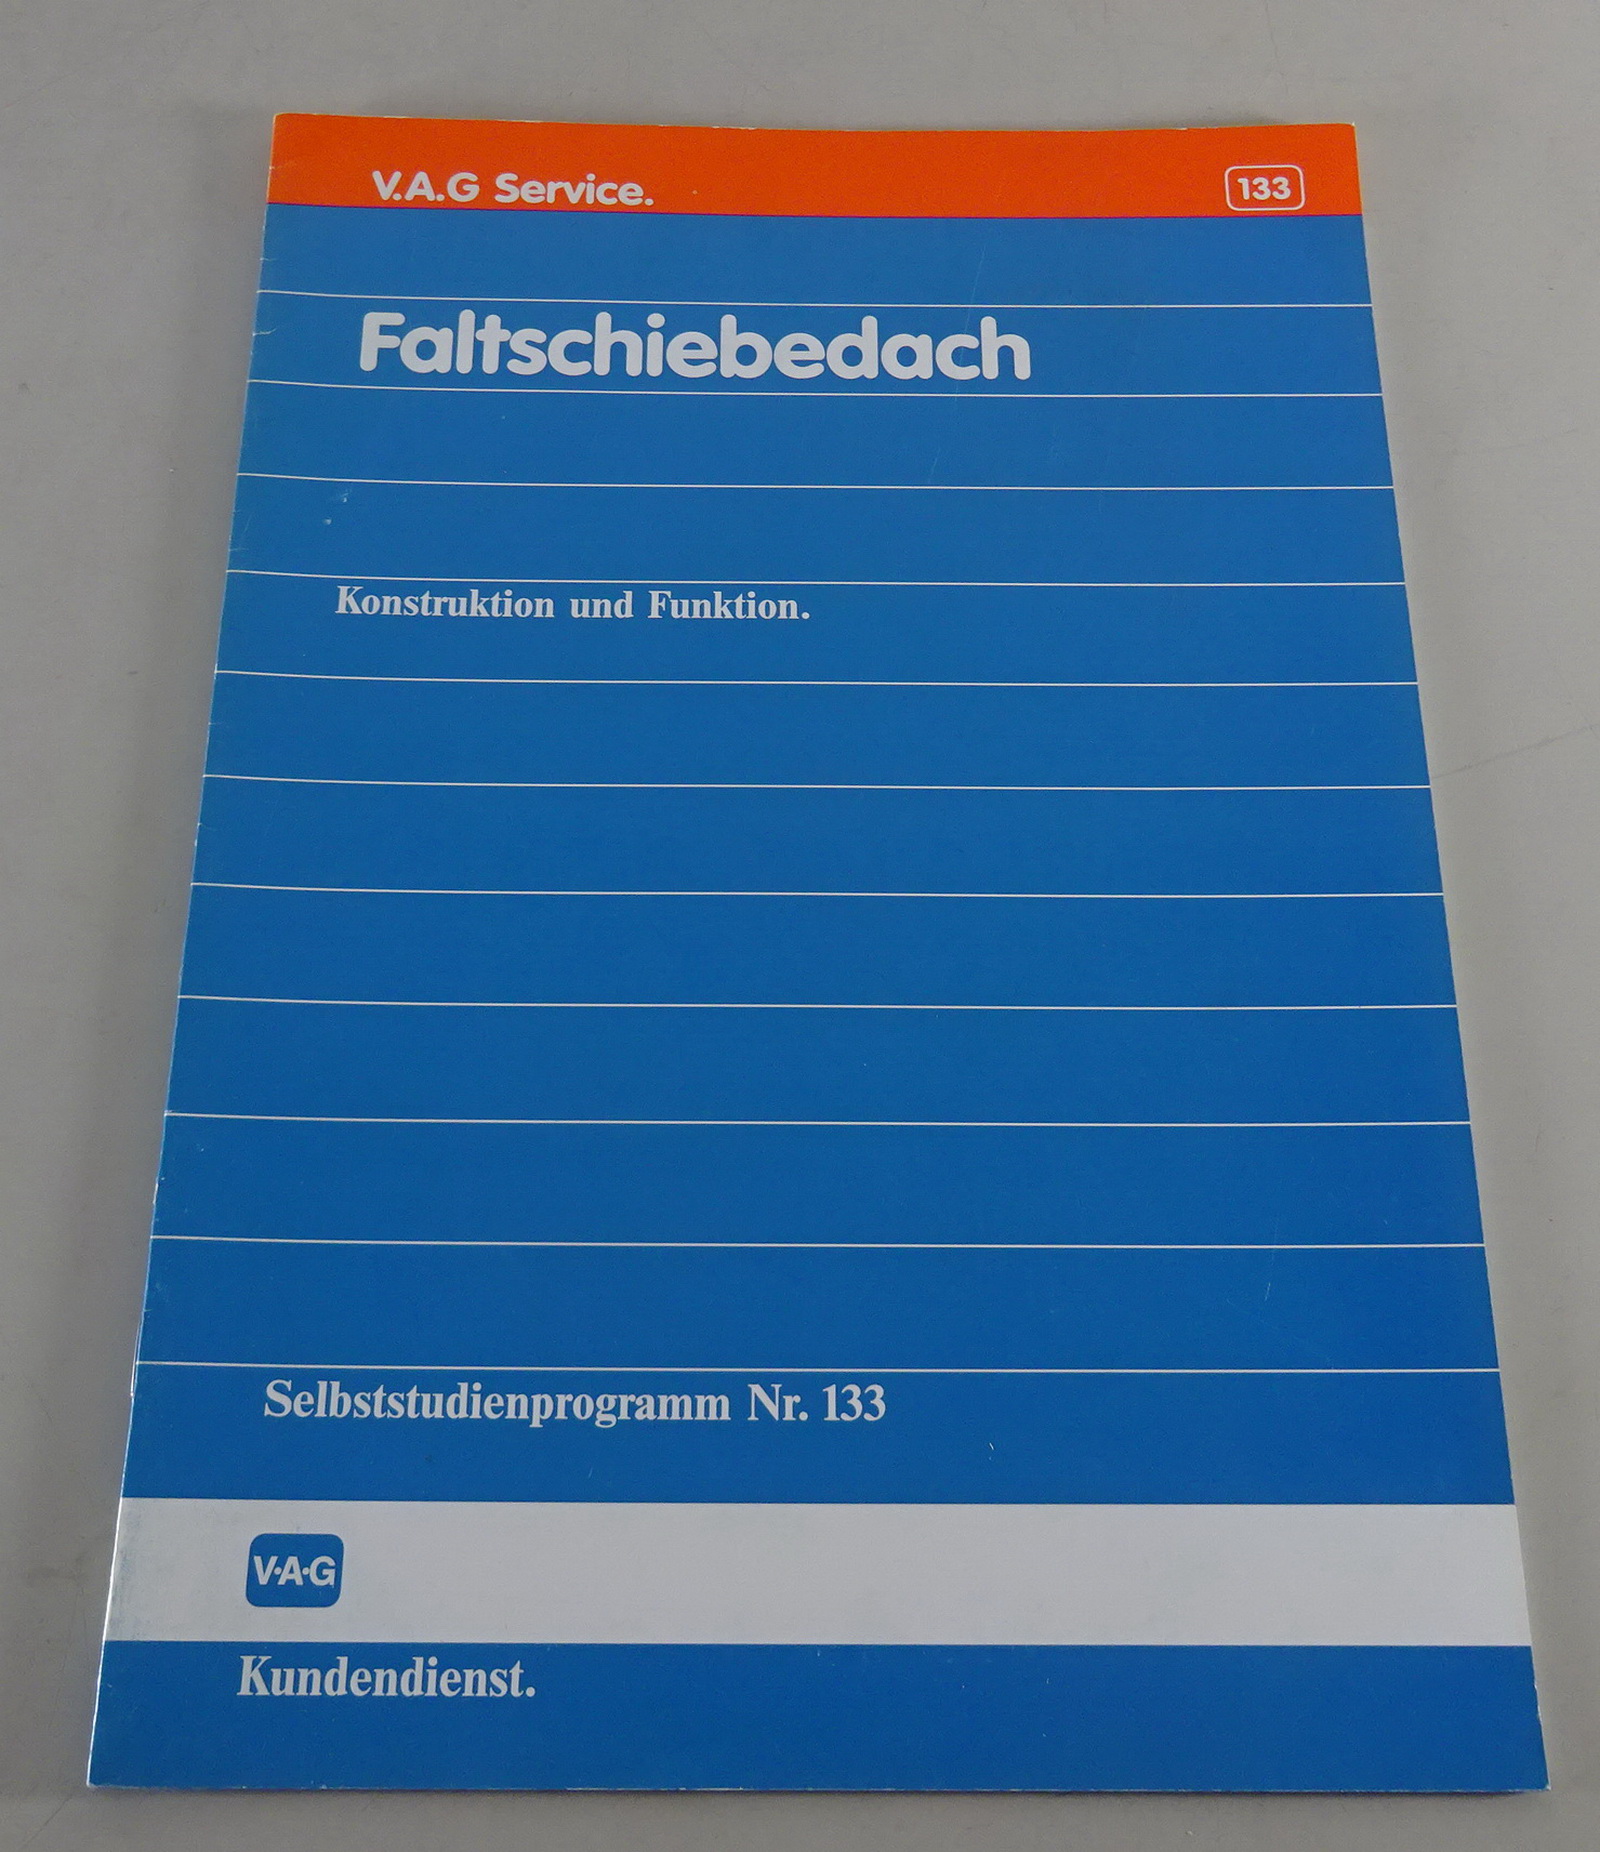 V.A.G Service.
133
Faltschiebedach
Konstruktion und Funktion.
Selbststudienprogramm Nr. 133
V·A·G
Kundendienst.